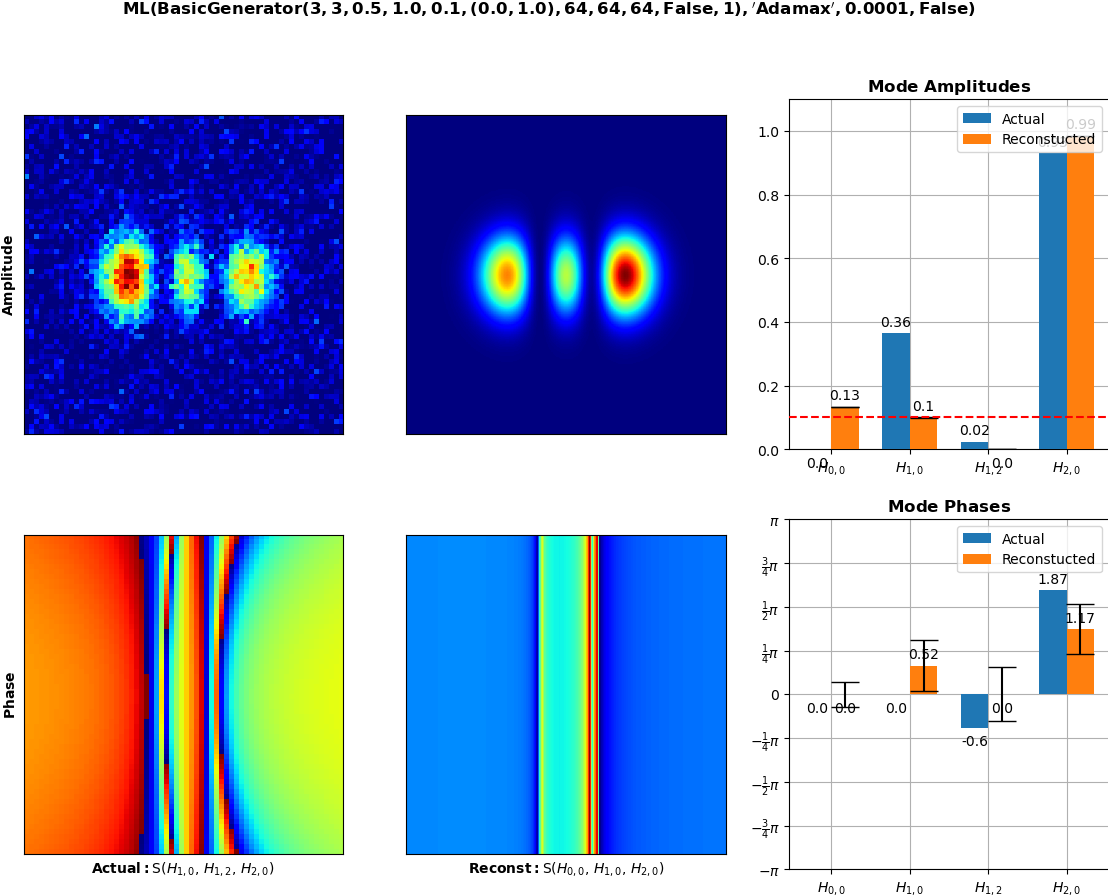 ML(BasicGenerator(3, 3, 0.5, 1.0, 0.1, (0.0, 1.0), 64, 64, 64, False, 1), ′Adamax′, 0.0001, False)
Amplitude
Mode Amplitudes
Actual
Reconstucted
1.0
0.8
0.6
0.4
0.2
0.0
0.0
0.13
0.36
0.1
0.02
0.0
0.99
H0,0
H1,0
H1,2
H2,0
Phase
Actual: S(H1,0, H1,2, H2,0)
Reconst: S(H0,0, H1,0, H2,0)
Mode Phases
Actual
Reconstucted
π
3/4π
1/2π
1/4π
0
−1/4π
−1/2π
−3/4π
−π
0.0
0.0
0.0
0.52
-0.6
0.0
1.87
1.17
H0,0
H1,0
H1,2
H2,0